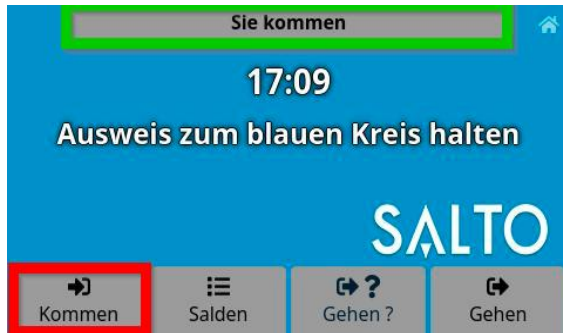 Sie kommen
17:09
Ausweis zum blauen Kreis halten
SALTO
Kommen
Salden
Gehen ?
Gehen